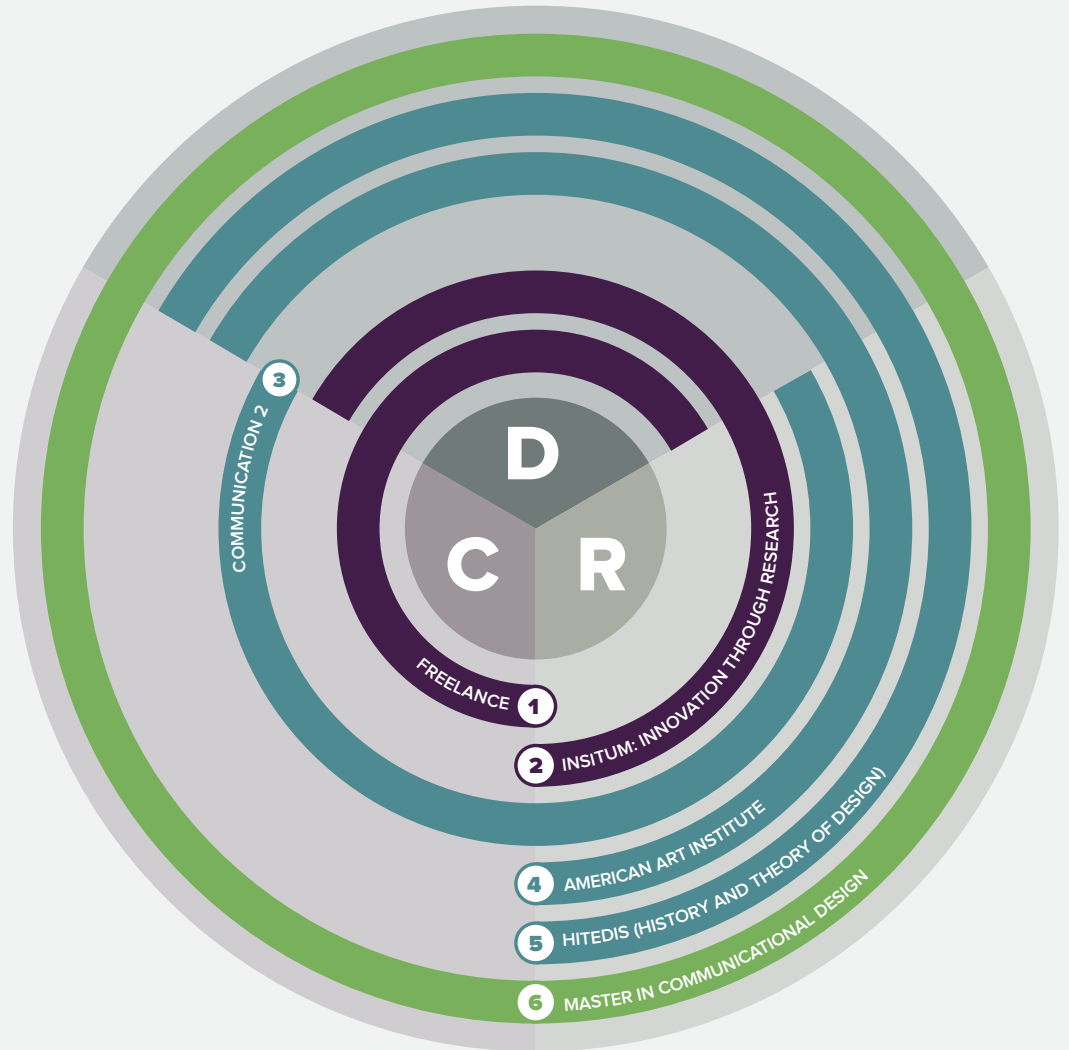 D
C
R
3
COMMUNICATION 2
FREELANCE
1
2
INSITUM: INNOVATION THROUGH RESEARCH
4
AMERICAN ART INSTITUTE
5
HITEDIS (HISTORY AND THEORY OF DESIGN)
6
MASTER IN COMMUNICATIONAL DESIGN